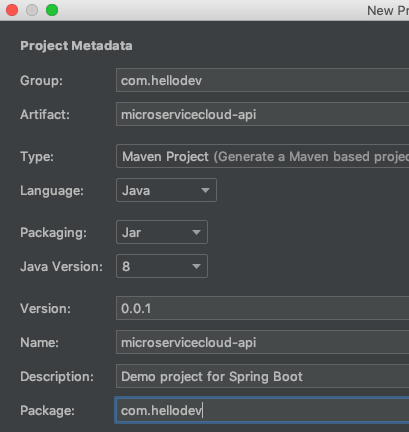 New Pr
Project Metadata
Group: com.hellodev
Artifact: microservicecloud-api
Type: Maven Project (Generate a Maven based projec
Language: Java
Packaging: Jar
Java Version: 8
Version: 0.0.1
Name: microservicecloud-api
Description: Demo project for Spring Boot
Package: com.hellodev